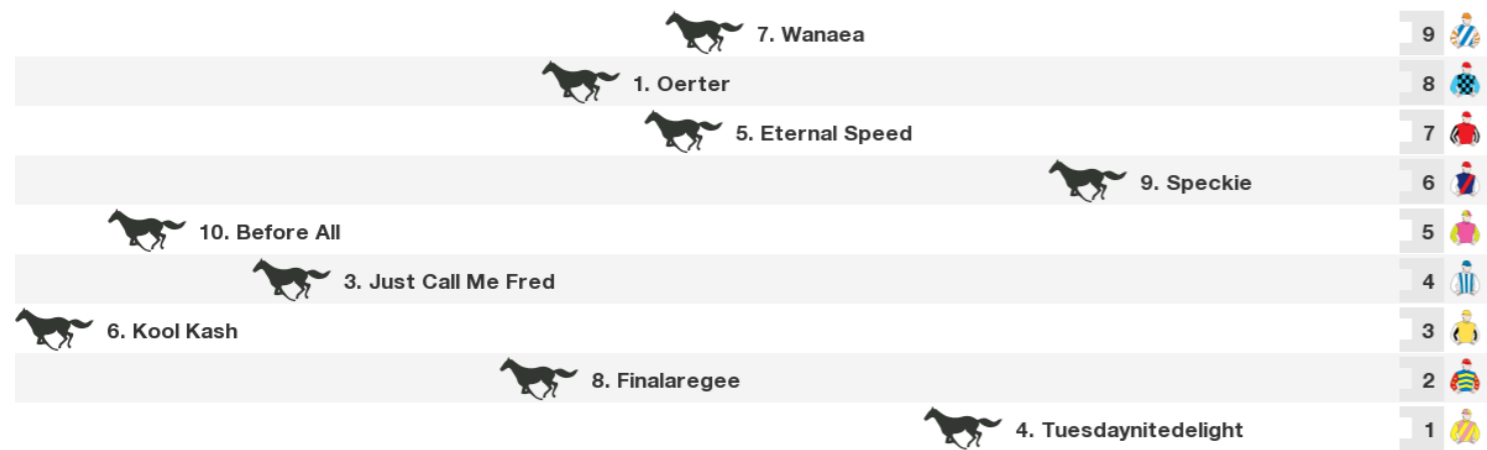 7. Wanaea 9
1. Oerter 8
5. Eternal Speed 7
9. Speckie 6
10. Before All 5
3. Just Call Me Fred 4
6. Kool Kash 3
8. Finalaregee 2
4. Tuesdaynitedelight 1